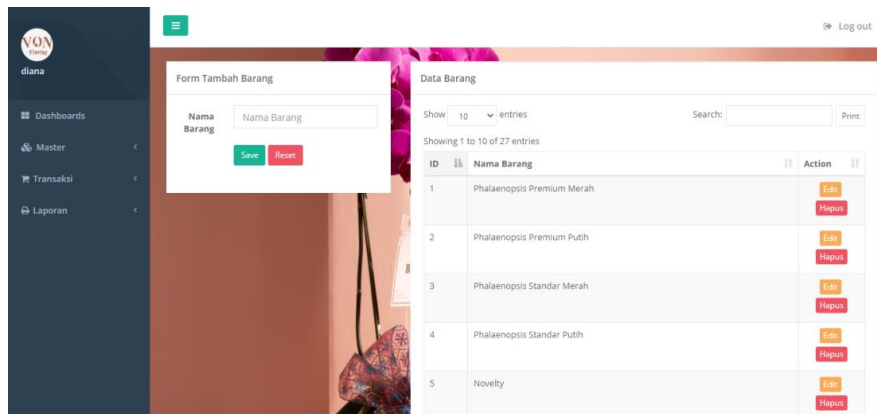 VON
Florist
diana
Dashboards
Master
Transaksi
Laporan
Log out
Form Tambah Barang
Nama Barang
Nama Barang
Save Reset
Data Barang
Show 10 entries
Search:
Print
Showing 1 to 10 of 27 entries
ID Nama Barang Action
1 Phalaenopsis Premium Merah Edit
Hapus
2 Phalaenopsis Premium Putih Edit
Hapus
3 Phalaenopsis Standar Merah Edit
Hapus
4 Phalaenopsis Standar Putih Edit
Hapus
5 Novelty Edit
Hapus